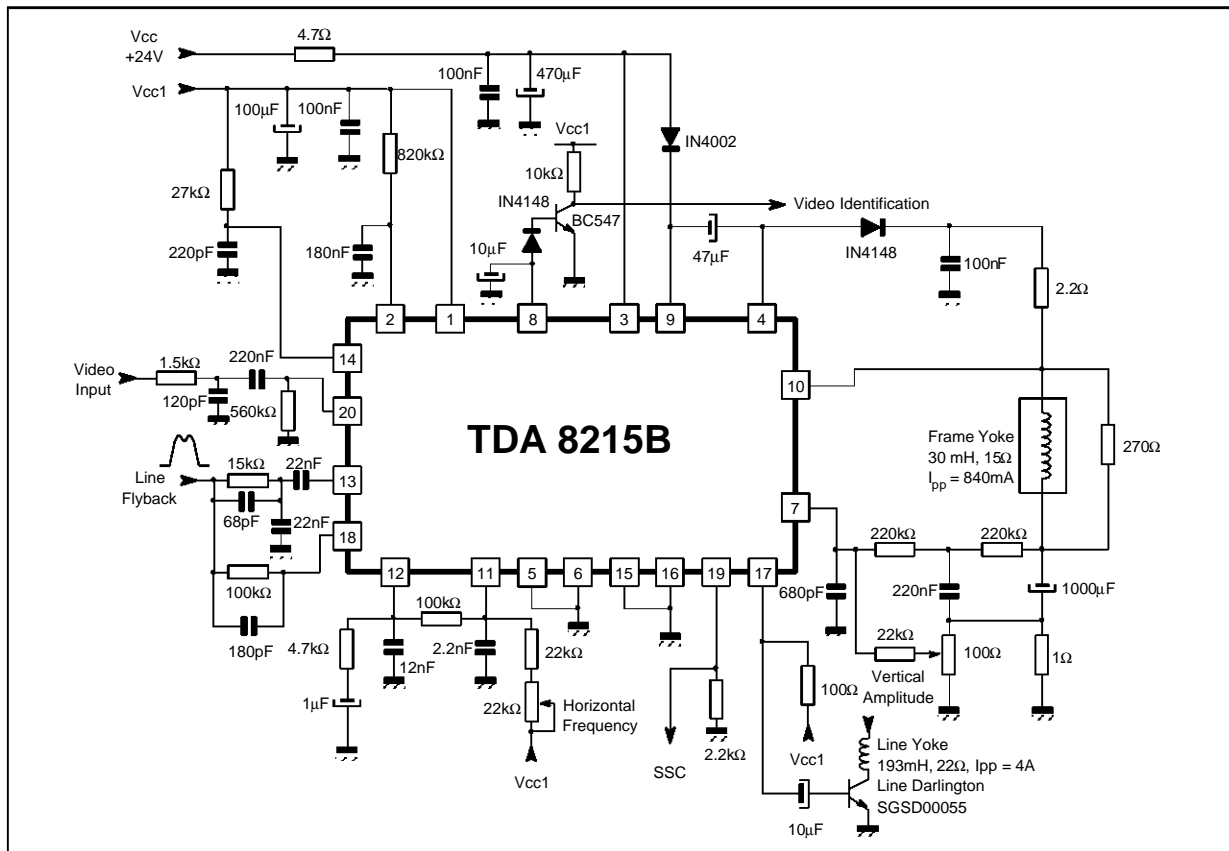 Vcc
+24V
4.7Ω
Vcc1
100µF
100nF
100nF
470µF
820kΩ
27kΩ
220pF
180nF
Vcc1
10kΩ
IN4148
BC547
10µF
IN4002
Video Identification
47µF
IN4148
100nF
2.2Ω
2
1
8
3
9
4
14
20
13
18
10
7
12
11
5
6
15
16
19
17
TDA 8215B
Video
Input
1.5kΩ
220nF
120pF
560kΩ
Line
Flyback
15kΩ
22nF
68pF
22nF
100kΩ
180pF
Frame Yoke
30 mH, 15Ω
Ipp = 840mA
270Ω
220kΩ
220kΩ
680pF
220nF
1000µF
22kΩ
100Ω
1Ω
Vertical
Amplitude
100kΩ
4.7kΩ
12nF
2.2nF
22kΩ
1µF
22kΩ
Horizontal
Frequency
Vcc1
SSC
2.2kΩ
100Ω
Vcc1
10µF
Line Yoke
193mH, 22Ω, Ipp = 4A
Line Darlington
SGSD00055